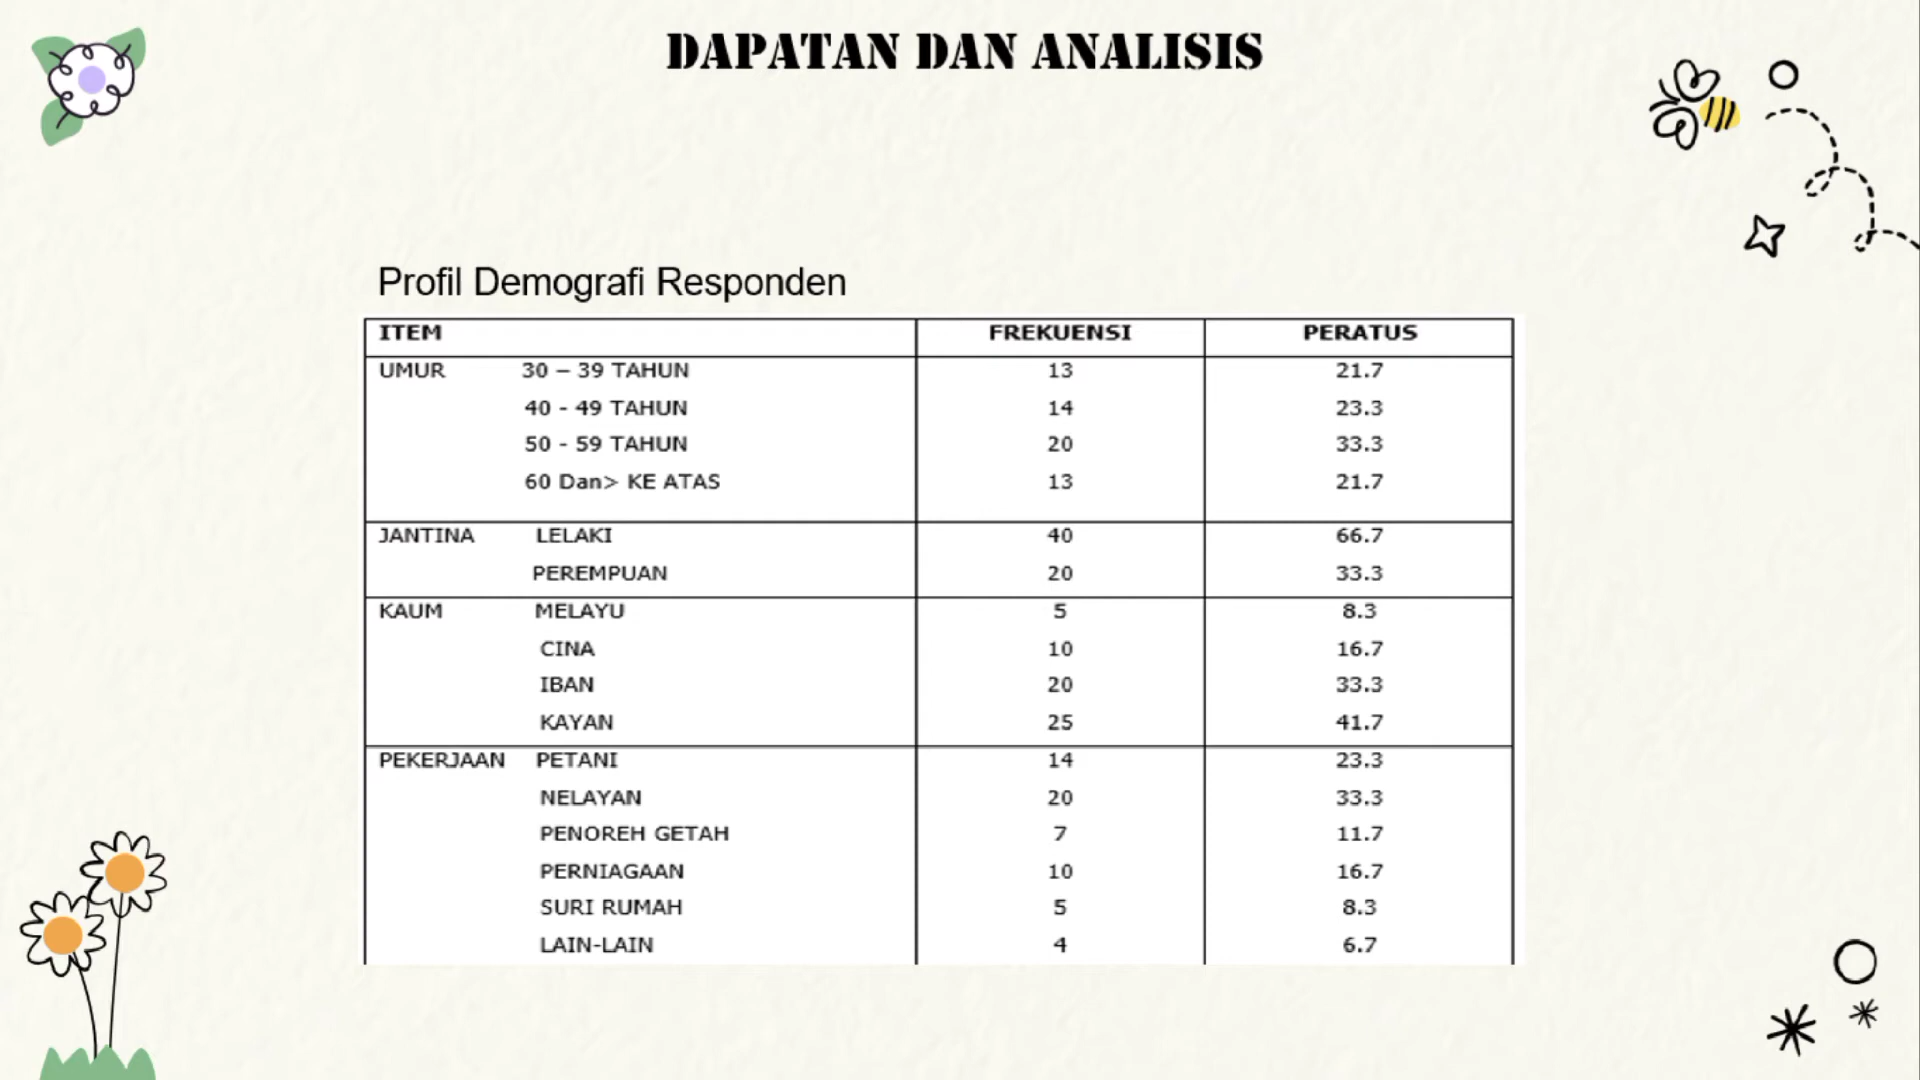 DAPATAN DAN ANALISIS
Profil Demografi Responden
ITEM FREKUENSI PERATUS
UMUR 30 – 39 TAHUN 13 21.7
40 - 49 TAHUN 14 23.3
50 - 59 TAHUN 20 33.3
60 Dan> KE ATAS 13 21.7
JANTINA LELAKI 40 66.7
PEREMPUAN 20 33.3
KAUM MELAYU 5 8.3
CINA 10 16.7
IBAN 20 33.3
KAYAN 25 41.7
PEKERJAAN PETANI 14 23.3
NELAYAN 20 33.3
PENOREH GETAH 7 11.7
PERNIAGAAN 10 16.7
SURI RUMAH 5 8.3
LAIN-LAIN 4 6.7